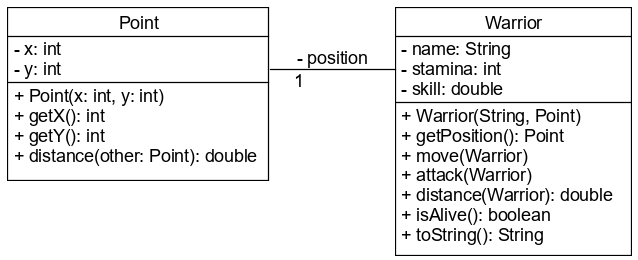 Point
- x: int
- y: int
+ Point(x: int, y: int)
+ getX(): int
+ getY(): int
+ distance(other: Point): double
- position
1
Warrior
- name: String
- stamina: int
- skill: double
+ Warrior(String, Point)
+ getPosition(): Point
+ move(Warrior)
+ attack(Warrior)
+ distance(Warrior): double
+ isAlive(): boolean
+ toString(): String